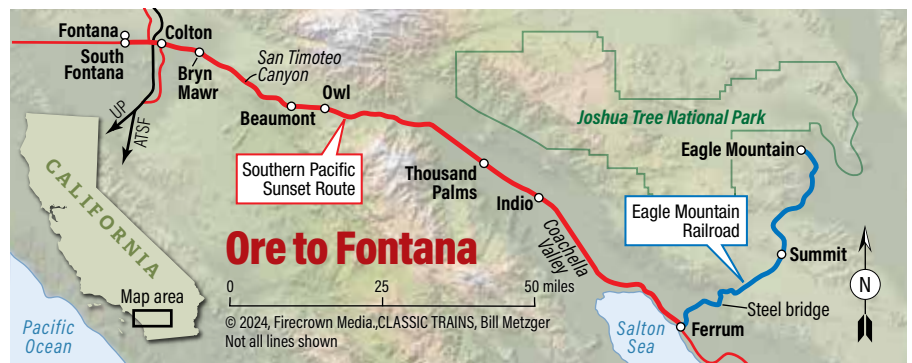 Fontana
South
Fontana
Colton
Bryn
Mawr
San Timoteo
Canyon
Beaumont
Owl
UP
ATSF
Southern Pacific
Sunset Route
Thousand
Palms
Indio
Coachella
Valley
Joshua Tree National Park
Eagle Mountain
Eagle Mountain
Railroad
Summit
Steel bridge
Ferrum
Salton
Sea
N
CALIFORNIA
Map area
Pacific
Ocean
Ore to Fontana
0 25 50 miles
© 2024, Firecrown Media.,CLASSIC TRAINS, Bill Metzger
Not all lines shown